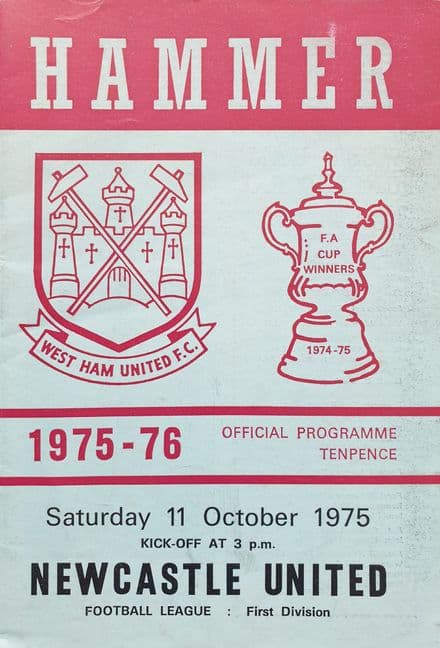 HAMMER
WEST HAM UNITED F.C.
F.A
CUP
WINNERS
1974-75
1975-76
OFFICIAL PROGRAMME
TENPENCE
Saturday 11 October 1975
KICK-OFF AT 3 p.m.
NEWCASTLE UNITED
FOOTBALL LEAGUE : First Division